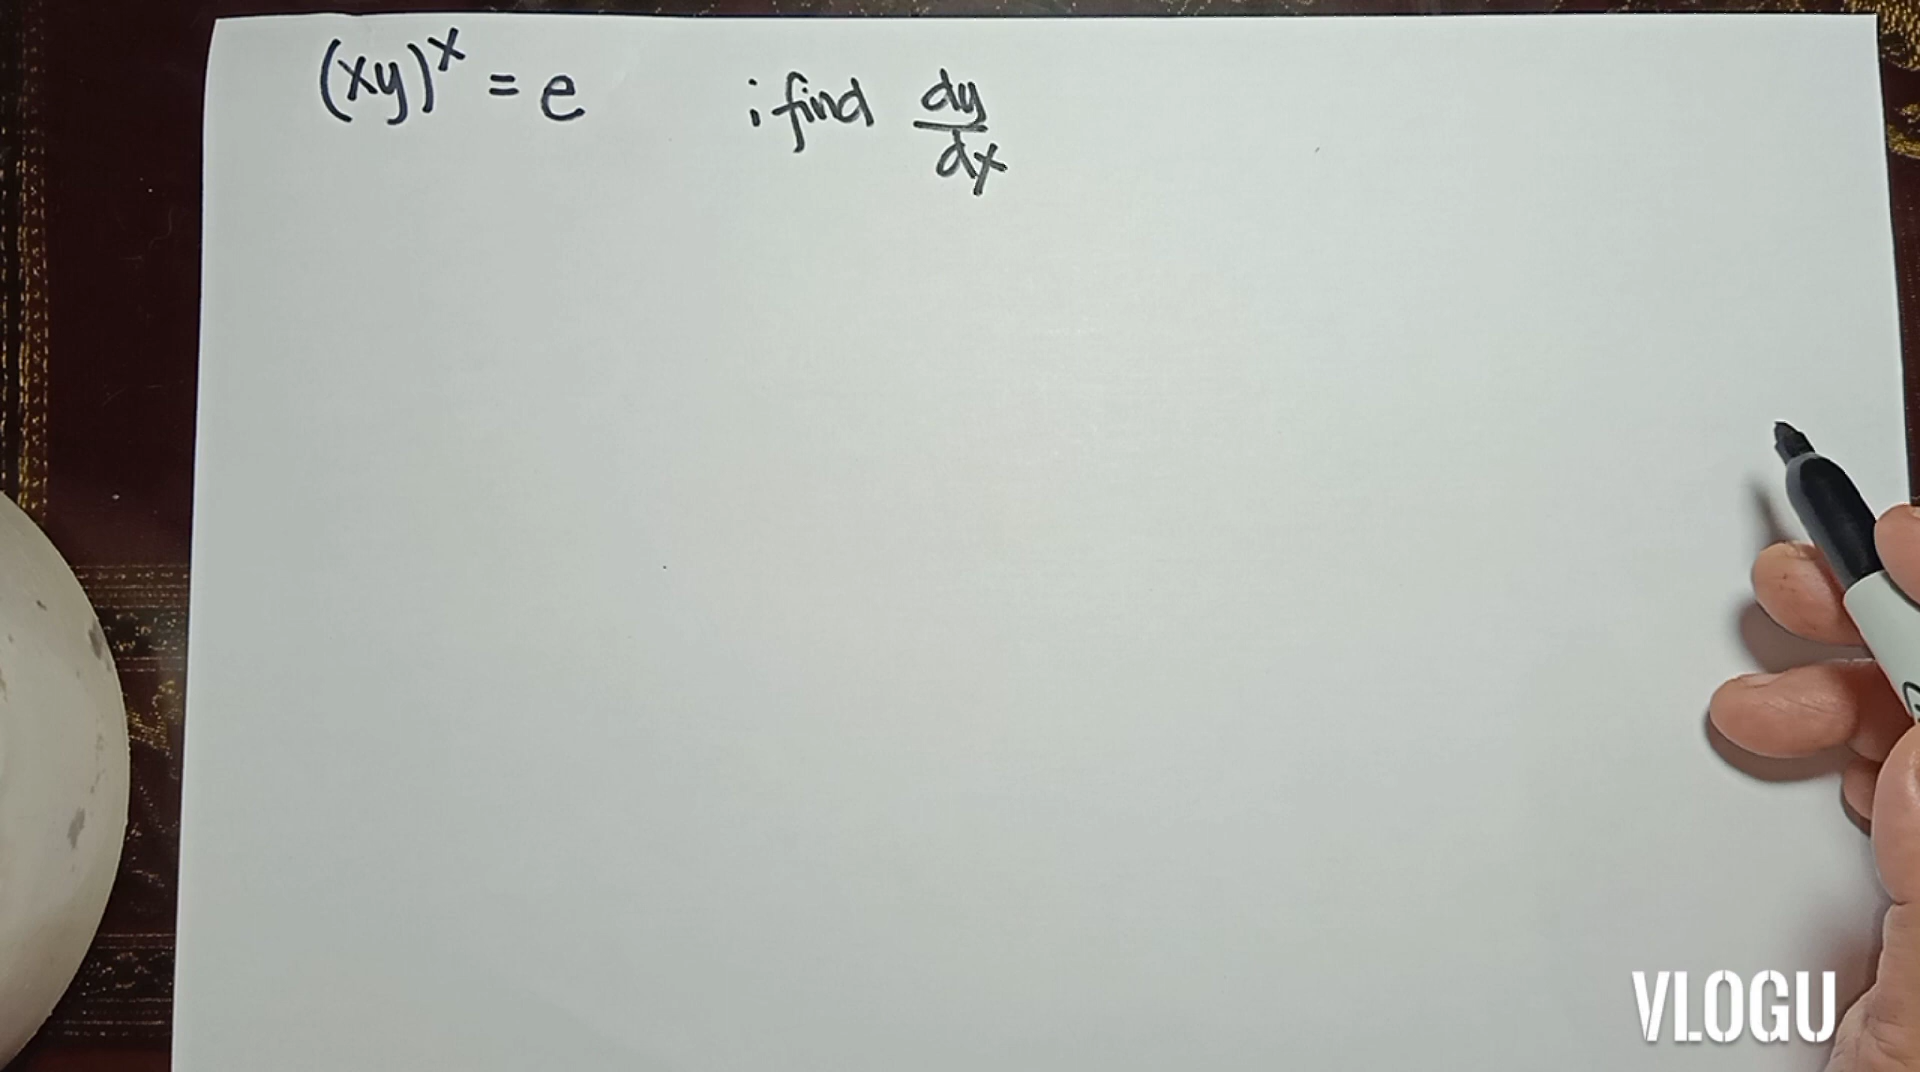 (xy)^x = e ; find dy/dx
VLOGU